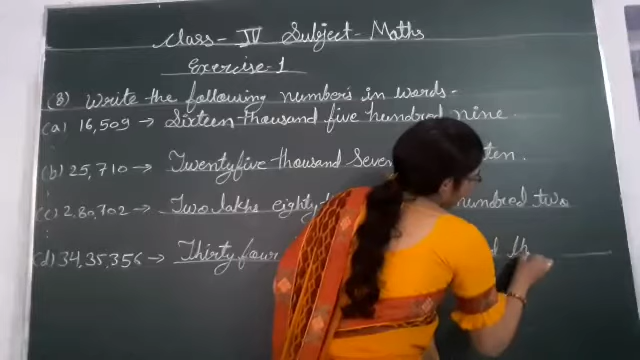 Class - IV Subject - Maths
Exercise - 1
(8) Write the following numbers in words -
(a) 16,509 → Sixteen-thousand five hundred nine.
(b) 25,710 → Twentyfive-thousand ten.
(c) 2,80,702 → Two lakhs eighty hundred two
(d) 34,35,356 → Thirty four